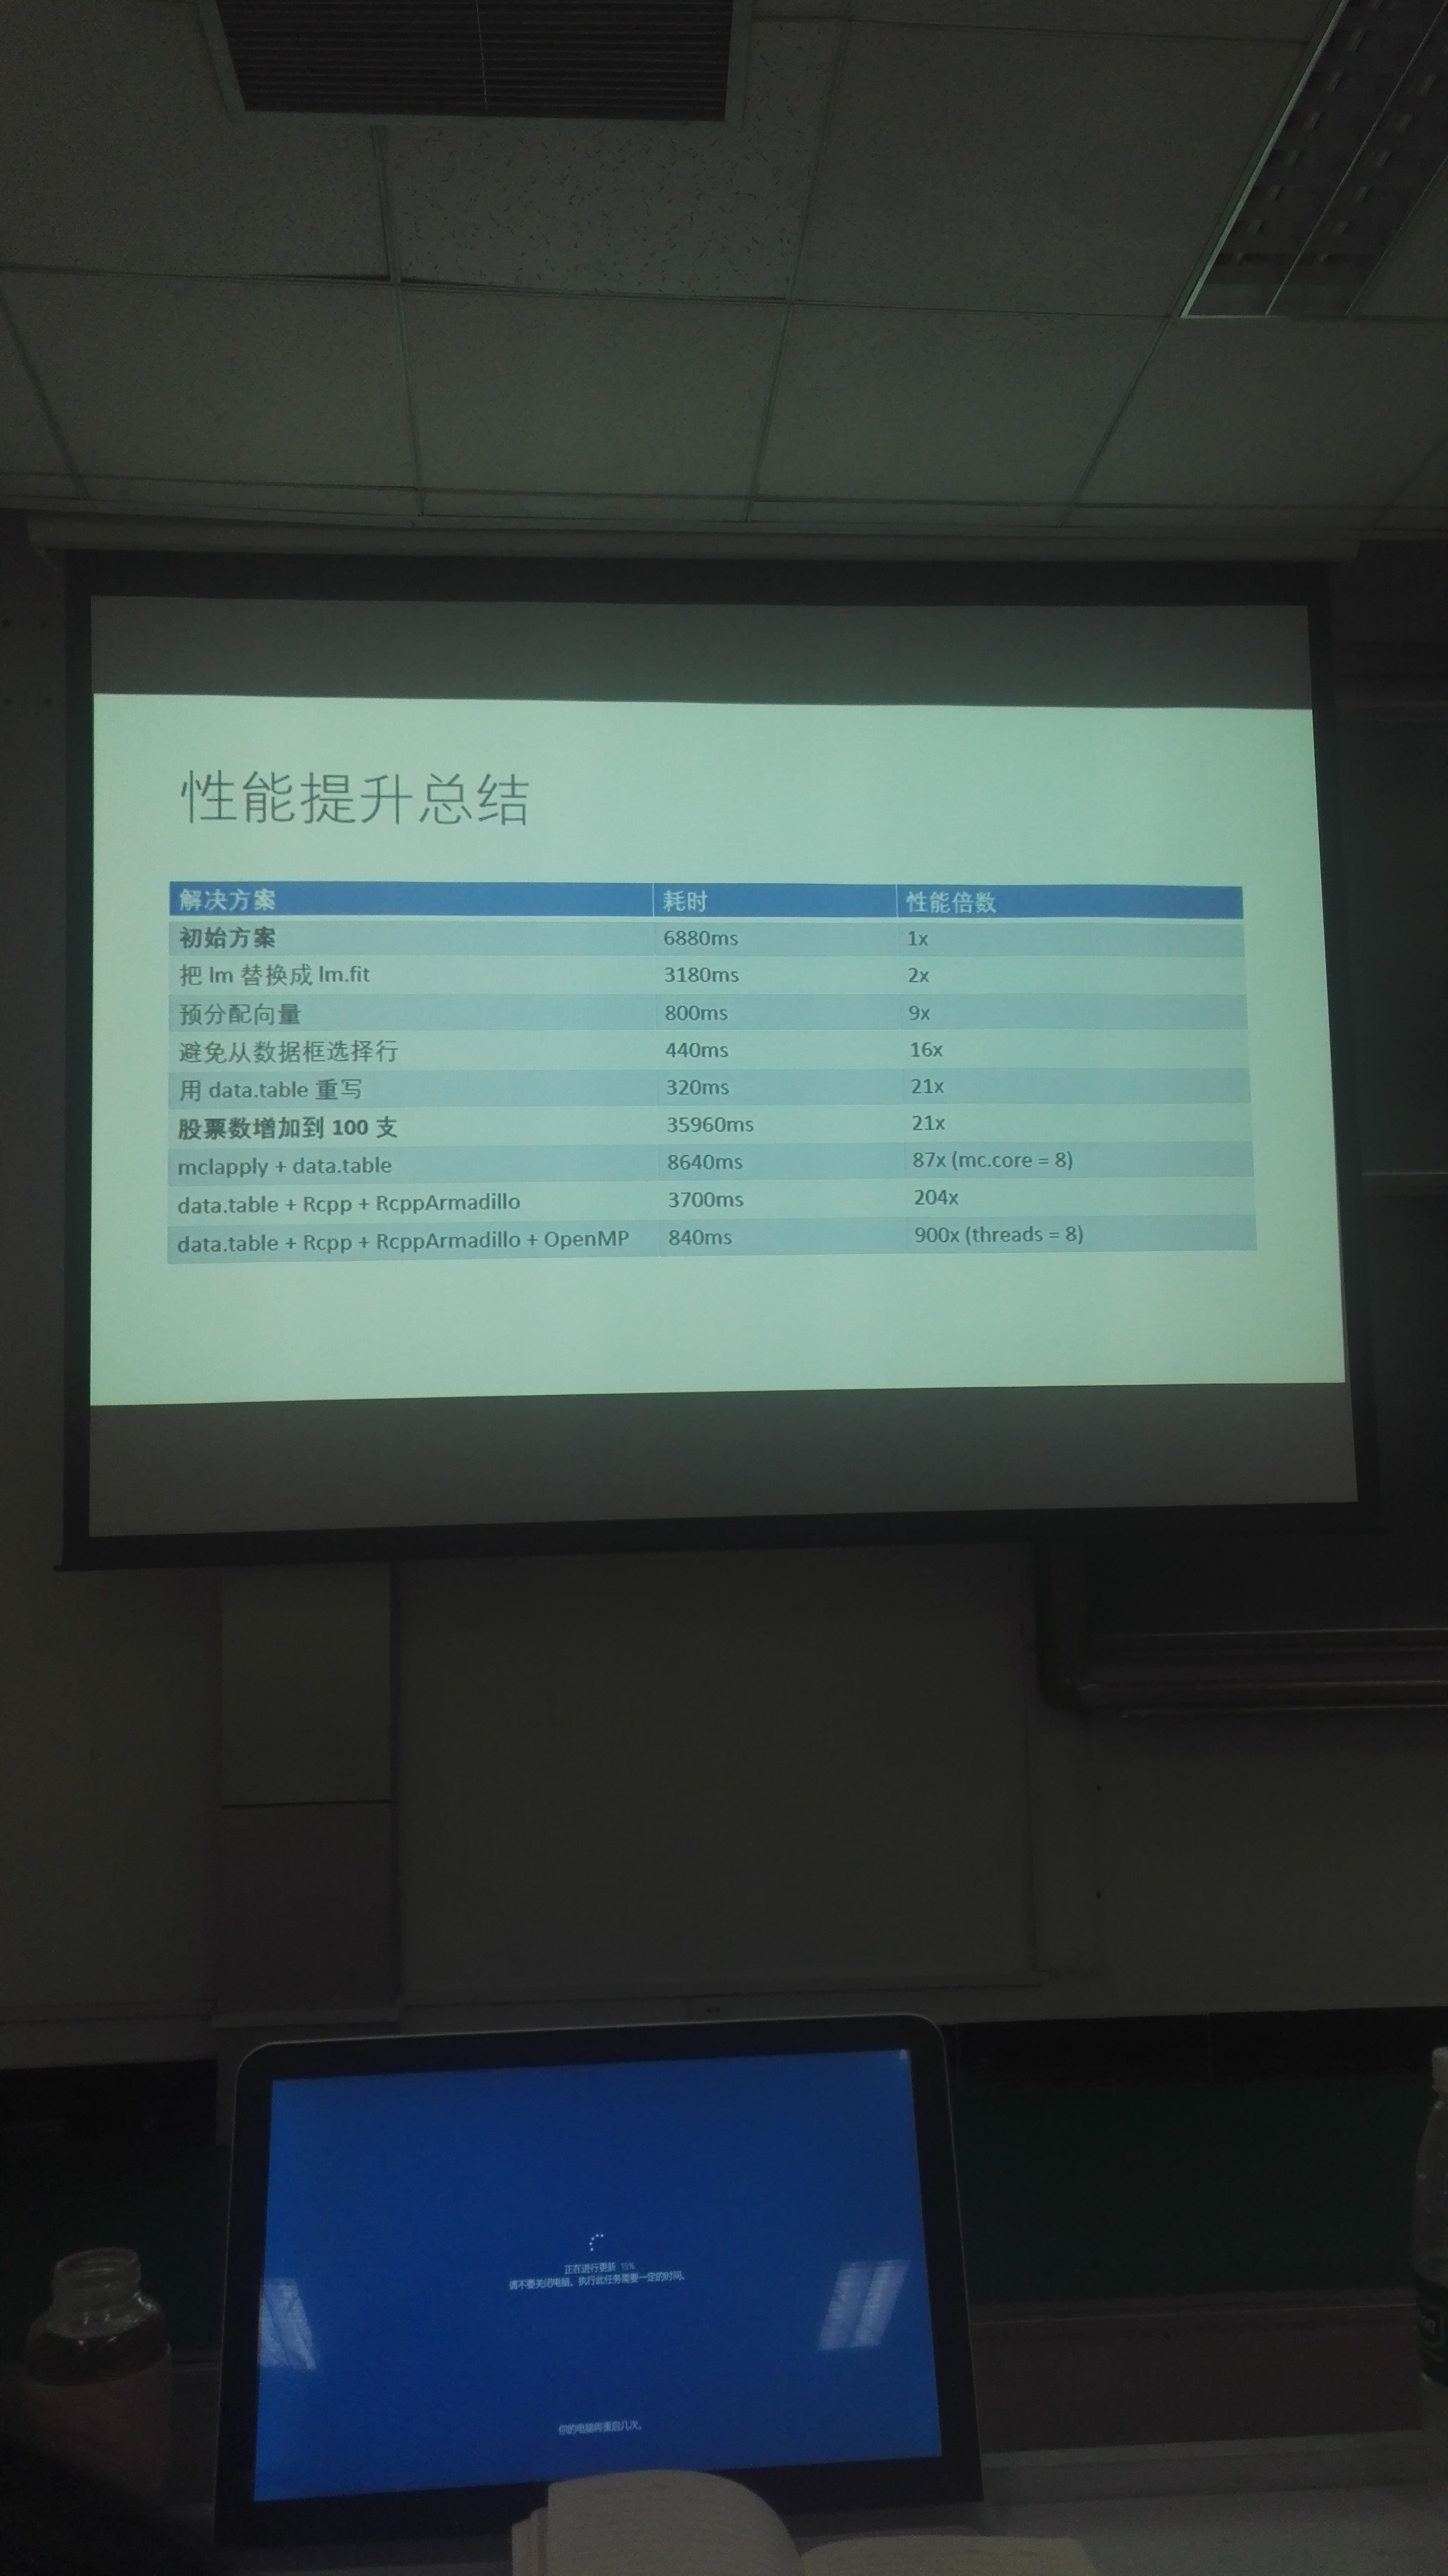 性能提升总结
解决方案 耗时 性能倍数
初始方案 6880ms 1x
把 lm 替换成 lm.fit 3180ms 2x
预分配向量 800ms 9x
避免从数据框选择行 440ms 16x
用 data.table 重写 320ms 21x
股票数增加到 100 支 35960ms 21x
mclapply + data.table 8640ms 87x (mc.core = 8)
data.table + Rcpp + RcppArmadillo 3700ms 204x
data.table + Rcpp + RcppArmadillo + OpenMP 840ms 900x (threads = 8)
正在进行更新 15%
请不要关闭电脑。执行此任务需要一定的时间。
你的电脑将重启几次。